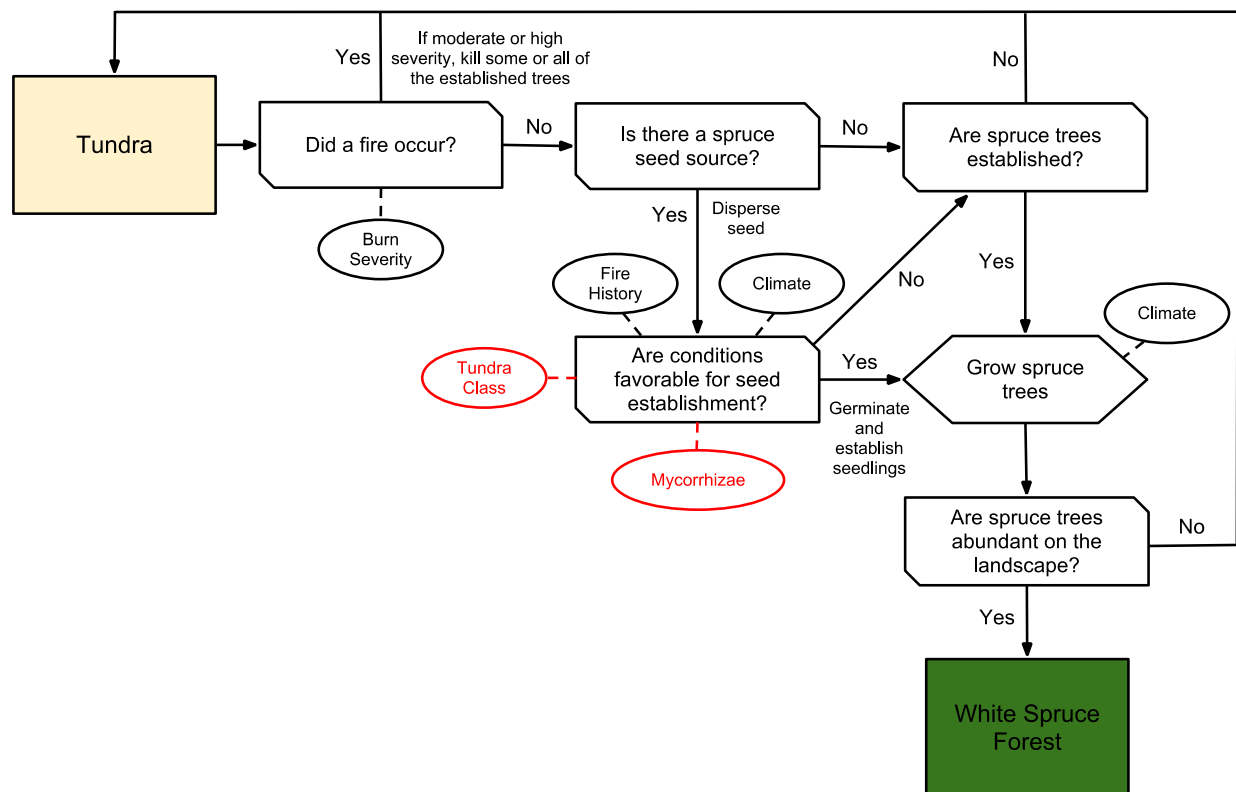 Yes
If moderate or high
severity, kill some or all of
the established trees
No
Tundra
Did a fire occur?
No
Is there a spruce
seed source?
No
Are spruce trees
established?
Burn
Severity
Yes
Disperse
seed
Yes
Fire
History
Climate
No
Climate
Tundra
Class
Are conditions
favorable for seed
establishment?
Yes
Germinate
and
establish
seedlings
Grow spruce
trees
Mycorrhizae
Are spruce trees
abundant on the
landscape?
No
Yes
White Spruce
Forest